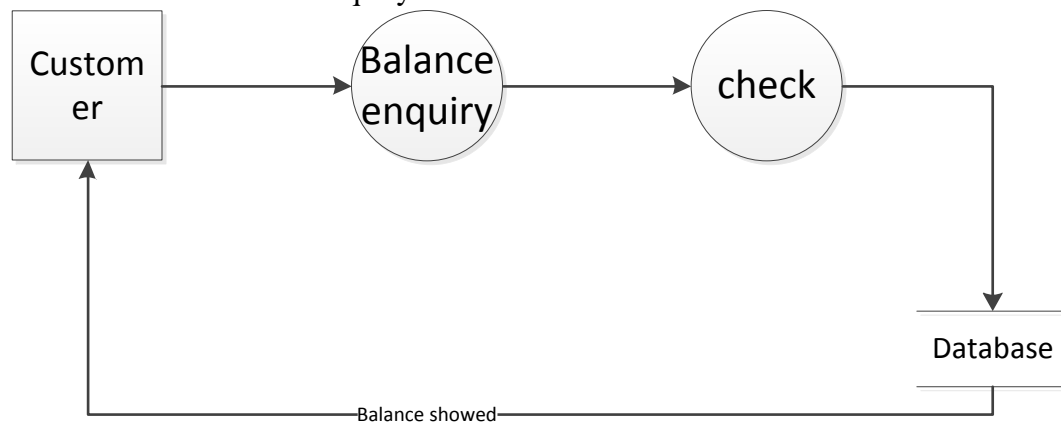 Custom
er
Balance
enquiry
check
Database
Balance showed